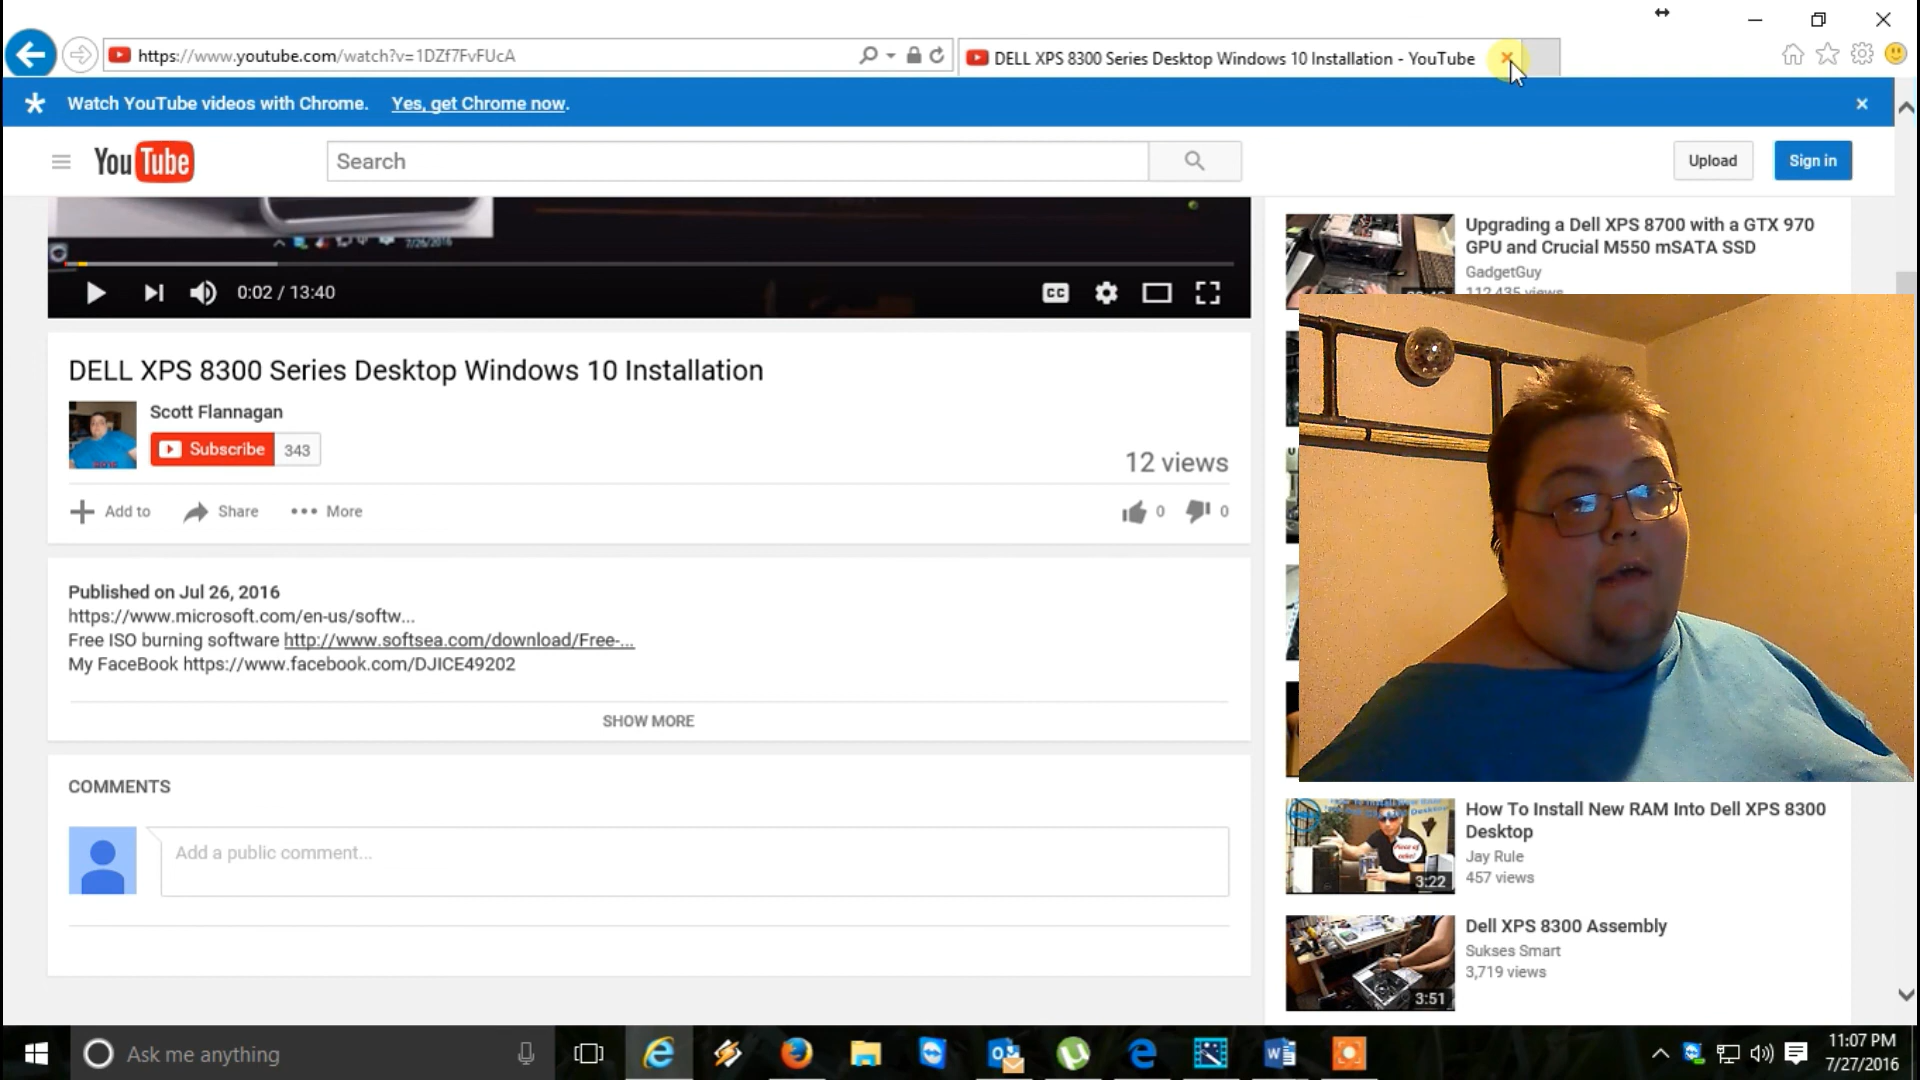 https://www.youtube.com/watch?v=1DZf7FvFUcA
DELL XPS 8300 Series Desktop Windows 10 Installation - YouTube
Watch YouTube videos with Chrome. Yes, get Chrome now.
YouTube
Search
Upload
Sign in
7/26/2016
0:02 / 13:40
CC
DELL XPS 8300 Series Desktop Windows 10 Installation
Scott Flannagan
Subscribe 343
12 views
Add to
Share
More
0
0
Published on Jul 26, 2016
https://www.microsoft.com/en-us/softw...
Free ISO burning software http://www.softsea.com/download/Free-...
My FaceBook https://www.facebook.com/DJICE49202
SHOW MORE
COMMENTS
Add a public comment...
Upgrading a Dell XPS 8700 with a GTX 970
GPU and Crucial M550 mSATA SSD
GadgetGuy
112,435 views
How To Install New RAM Into Dell XPS 8300
Desktop
Jay Rule
457 views
3:22
Dell XPS 8300 Assembly
Sukses Smart
3,719 views
3:51
Ask me anything
11:07 PM
7/27/2016